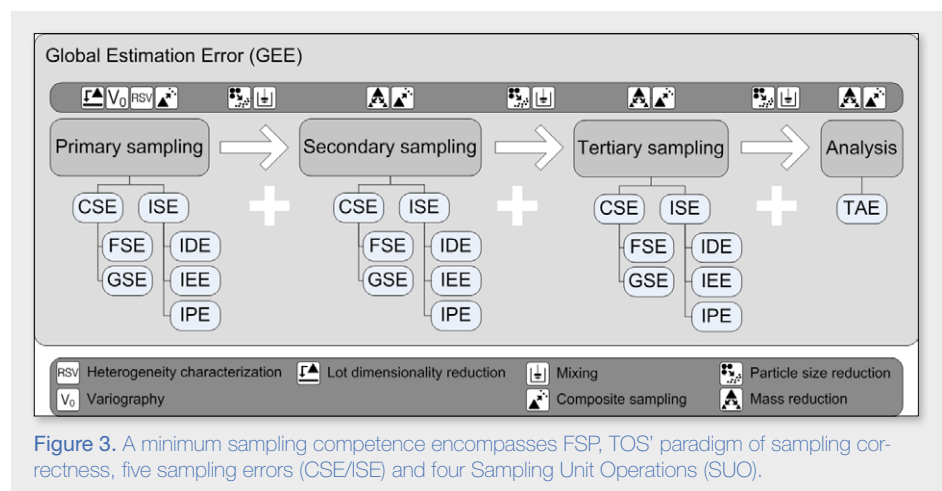 Global Estimation Error (GEE)
V₀ RSV
Primary sampling
Secondary sampling
Tertiary sampling
Analysis
CSE ISE
CSE ISE
CSE ISE
TAE
FSE IDE
FSE IDE
FSE IDE
GSE IEE
GSE IEE
GSE IEE
IPE
IPE
IPE
RSV Heterogeneity characterization
Lot dimensionality reduction
Mixing
Particle size reduction
V₀ Variography
Composite sampling
Mass reduction
Figure 3. A minimum sampling competence encompasses FSP, TOS' paradigm of sampling cor-
rectness, five sampling errors (CSE/ISE) and four Sampling Unit Operations (SUO).